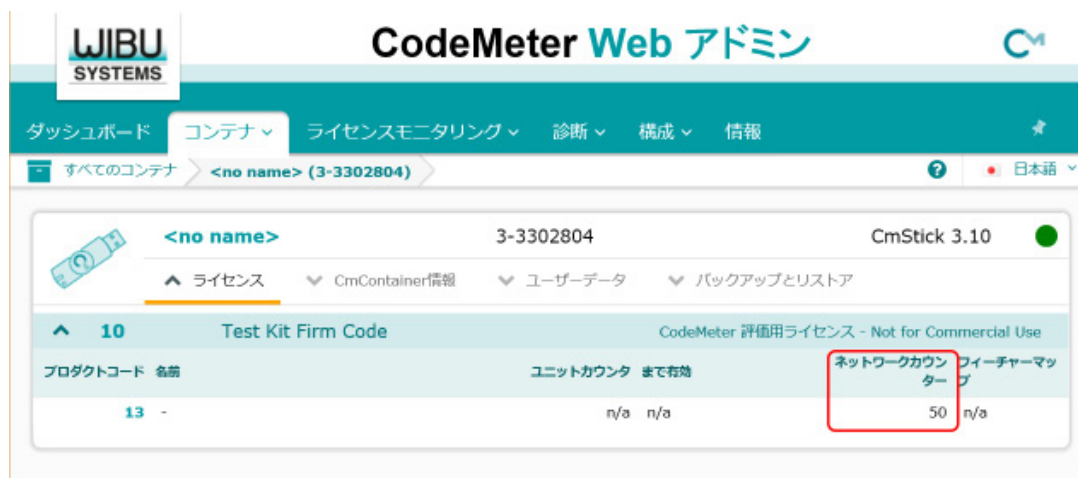 WIBU
SYSTEMS
CodeMeter Web アドミン
CM
ダッシュボード コンテナ ライセンスモニタリング 診断 構成 情報
すべてのコンテナ <no name> (3-3302804) ? 日本語
<no name> 3-3302804 CmStick 3.10
ライセンス CmContainer情報 ユーザーデータ バックアップとリストア
10 Test Kit Firm Code CodeMeter 評価用ライセンス - Not for Commercial Use
プロダクトコード 名前 ユニットカウンタ まで有効 ネットワークカウン フィーチャーマッ
ター プ
13 - n/a n/a 50 n/a